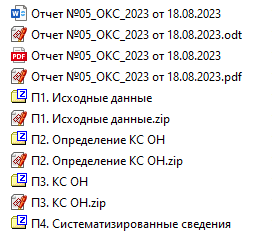 Отчет №05_ОКС_2023 от 18.08.2023
Отчет №05_ОКС_2023 от 18.08.2023.odt
Отчет №05_ОКС_2023 от 18.08.2023
Отчет №05_ОКС_2023 от 18.08.2023.pdf
П1. Исходные данные
П1. Исходные данные.zip
П2. Определение КС ОН
П2. Определение КС ОН.zip
П3. КС ОН
П3. КС ОН.zip
П4. Систематизированные сведения